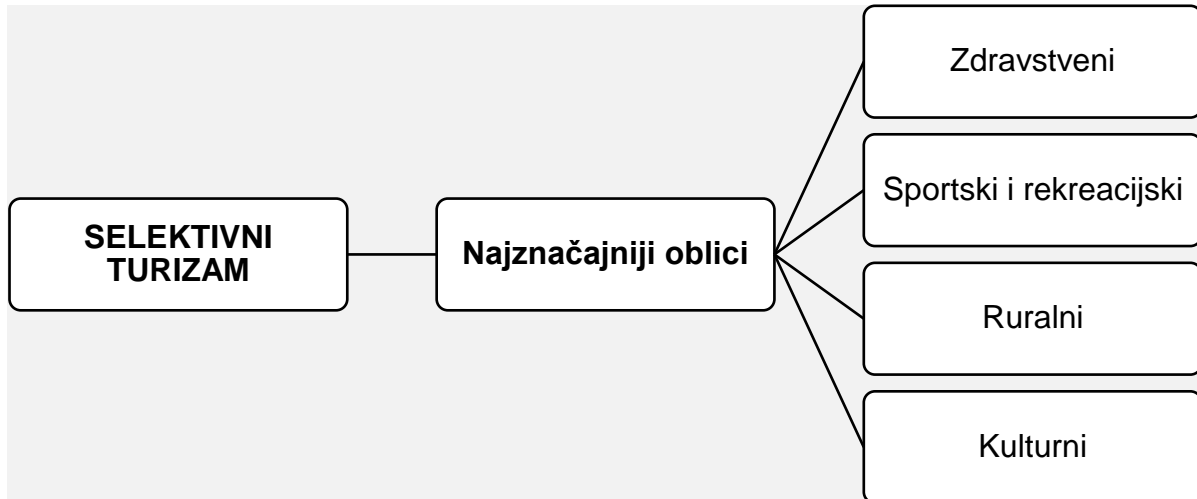 SELEKTIVNI
TURIZAM
Najznačajniji oblici
Zdravstveni
Sportski i rekreacijski
Ruralni
Kulturni